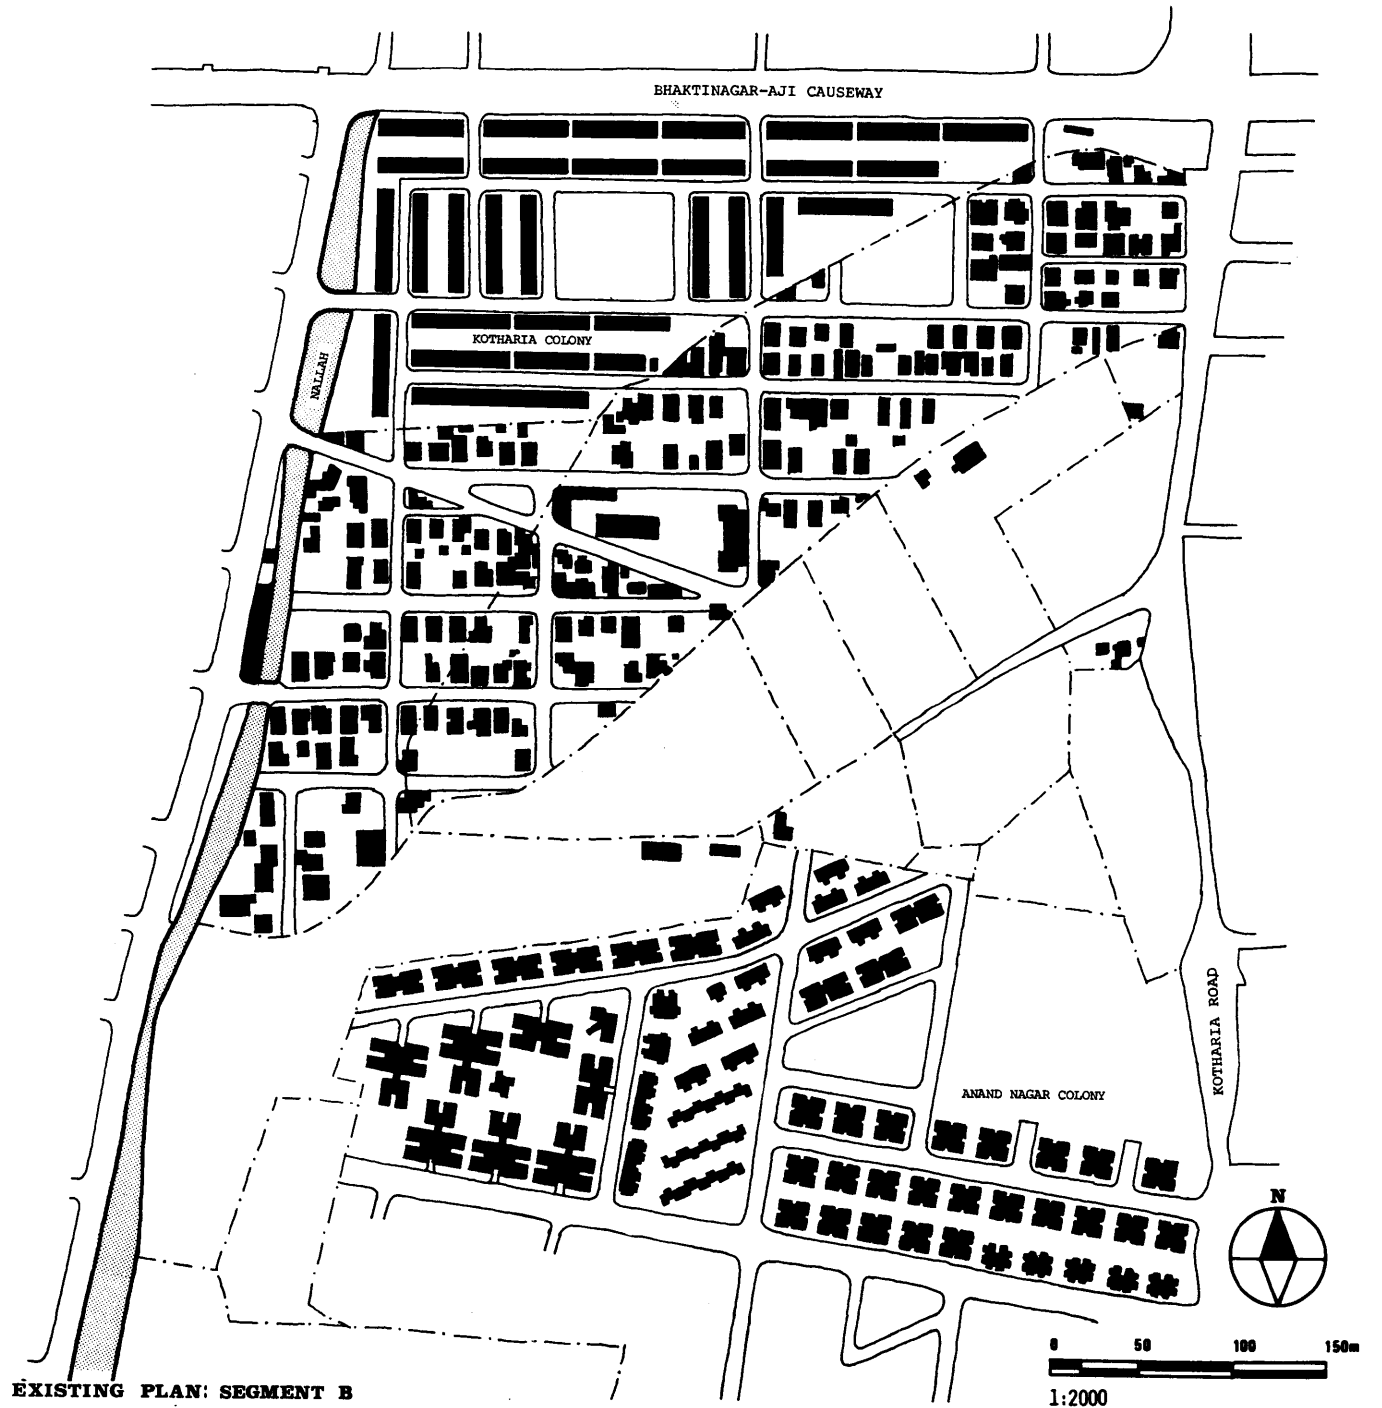 BHAKTINAGAR-AJI CAUSEWAY
KOTHARIA COLONY
NALLAH
KOTHARIA ROAD
ANAND NAGAR COLONY
N
0 50 100 150m
1:2000
EXISTING PLAN: SEGMENT B